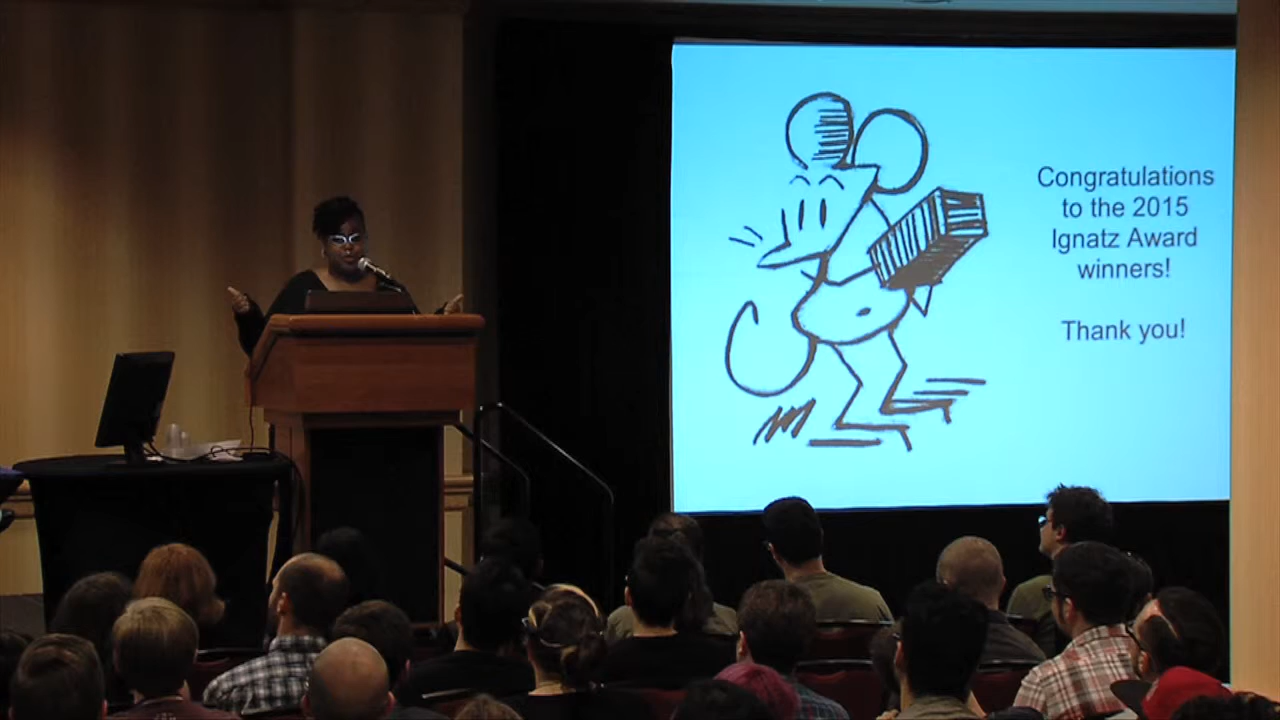 Congratulations
to the 2015
Ignatz Award
winners!
Thank you!